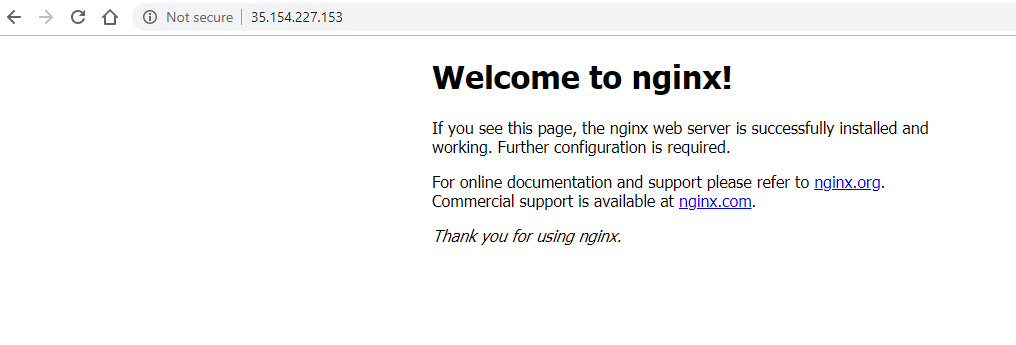 Not secure 35.154.227.153
Welcome to nginx!
If you see this page, the nginx web server is successfully installed and
working. Further configuration is required.
For online documentation and support please refer to nginx.org.
Commercial support is available at nginx.com.
Thank you for using nginx.